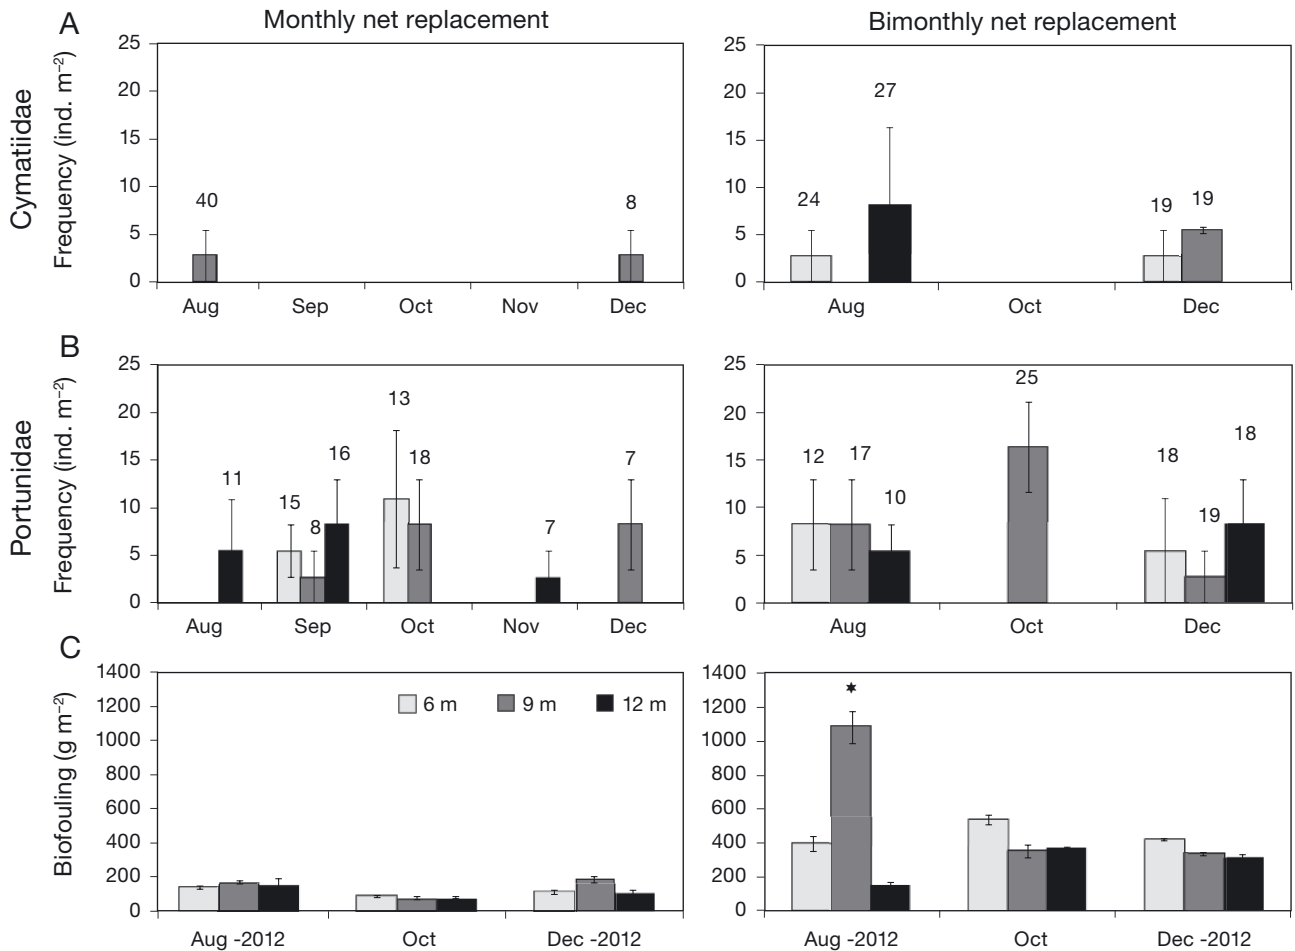 A
Monthly net replacement
Bimonthly net replacement
Cymatiidae
Frequency (ind. m–2)
25
20
15
10
5
0
40
8
Aug
Sep
Oct
Nov
Dec
25
20
15
10
5
0
24
27
19
19
Aug
Oct
Dec
B
Portunidae
Frequency (ind. m–2)
25
20
15
10
5
0
11
15
8
16
13
18
7
7
Aug
Sep
Oct
Nov
Dec
25
20
15
10
5
0
12
17
10
25
18
19
18
Aug
Oct
Dec
C
Biofouling (g m–2)
1400
1200
1000
800
600
400
200
0
6 m
9 m
12 m
Aug -2012
Oct
Dec -2012
1400
1200
1000
800
600
400
200
0
*
Aug -2012
Oct
Dec -2012